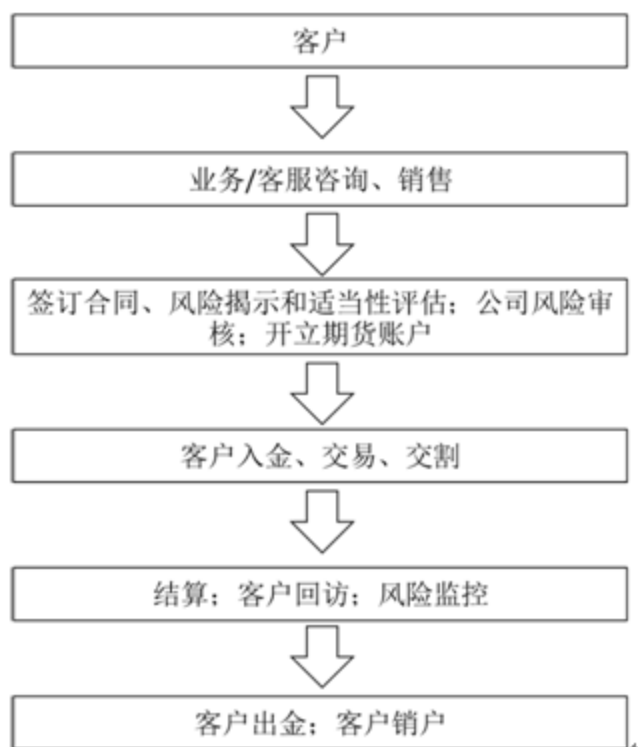 客户
业务/客服咨询、销售
签订合同、风险揭示和适当性评估；公司风险审
核；开立期货账户
客户入金、交易、交割
结算；客户回访；风险监控
客户出金；客户销户